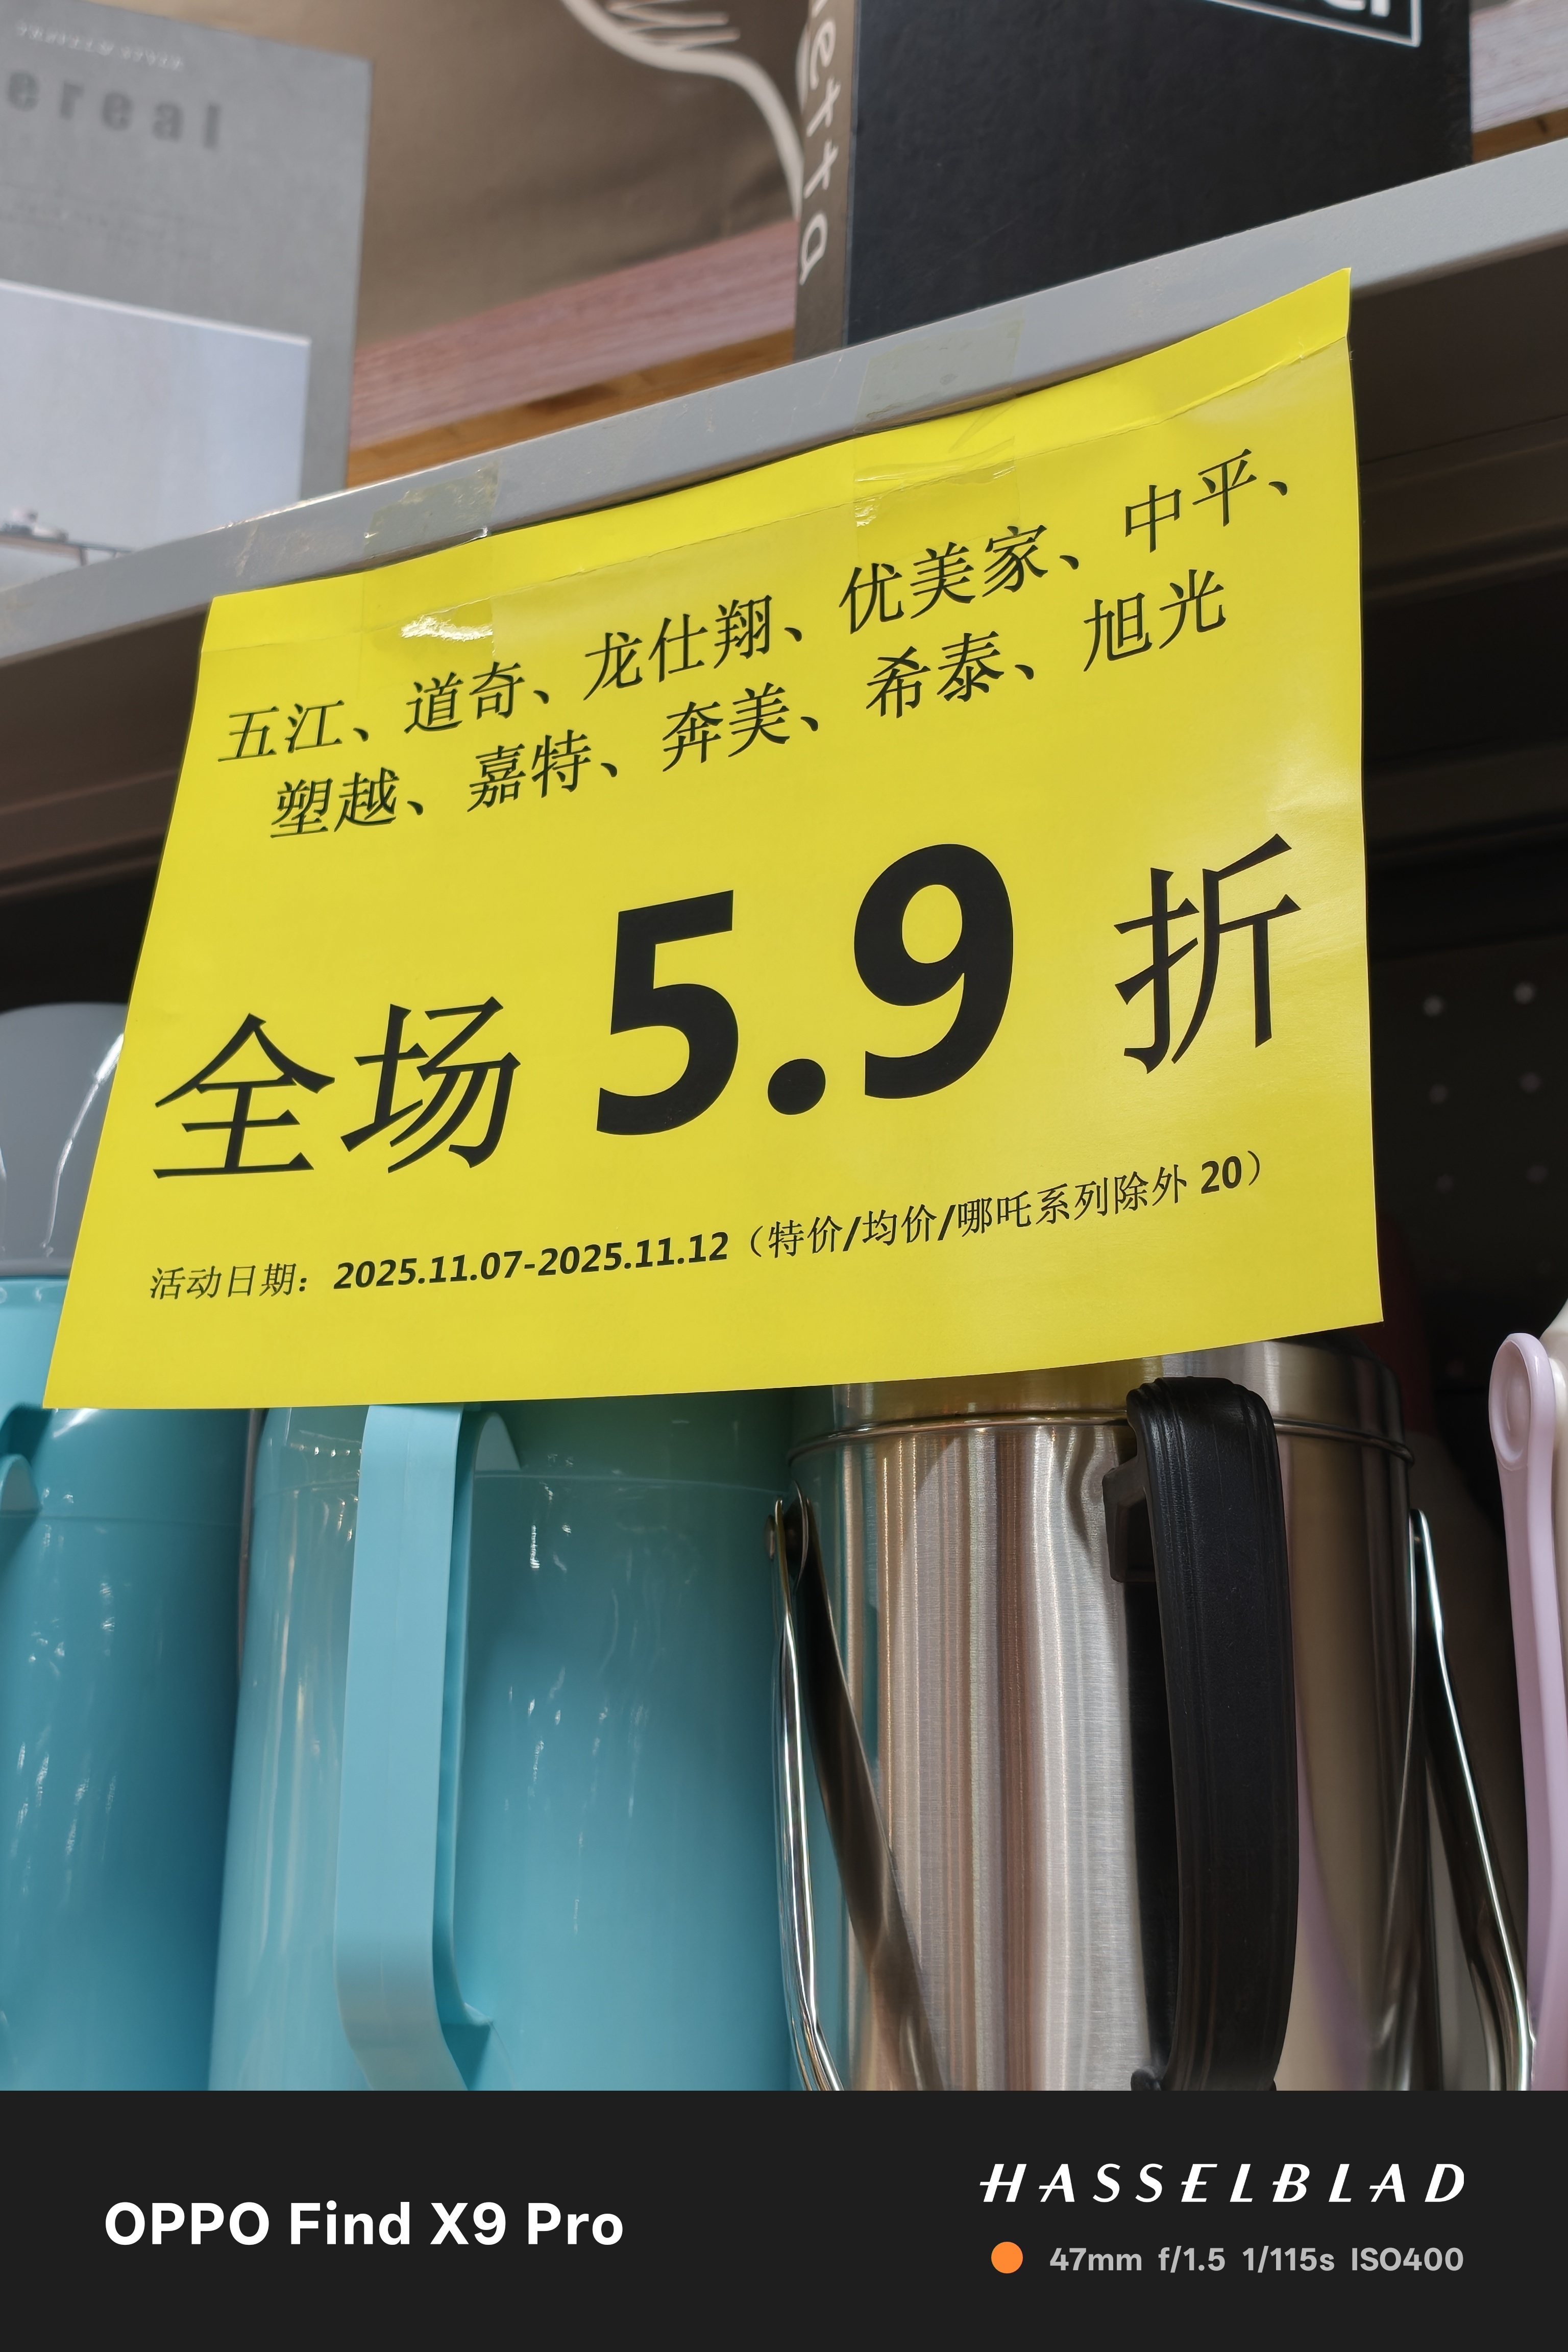 ereal
etta
五江、道奇、龙仕翔、优美家、中平、
塑越、嘉特、奔美、希泰、旭光
全场 5.9 折
活动日期：2025.11.07-2025.11.12（特价/均价/哪吒系列除外 20）
OPPO Find X9 Pro
HASSELBLAD
47mm f/1.5 1/115s ISO400